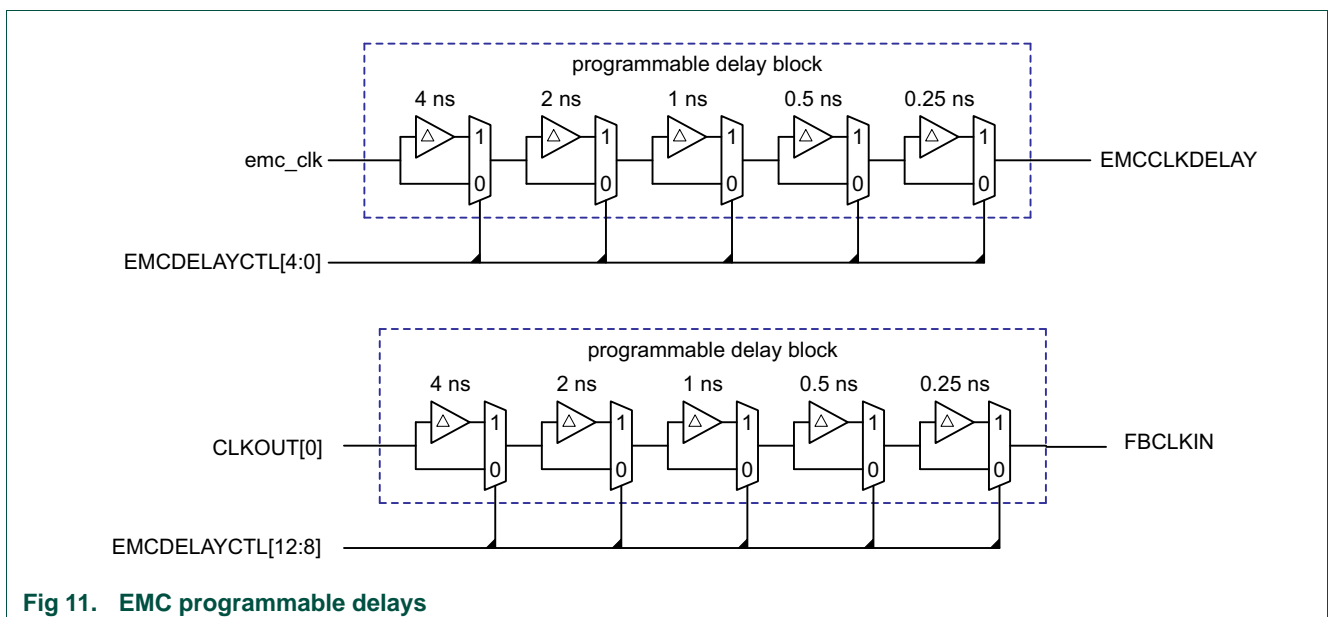 programmable delay block
4 ns 2 ns 1 ns 0.5 ns 0.25 ns
△ 1 △ 1 △ 1 △ 1 △ 1
emc_clk EMCCLKDELAY
0 0 0 0 0
EMCDELAYCTL[4:0]
programmable delay block
4 ns 2 ns 1 ns 0.5 ns 0.25 ns
△ 1 △ 1 △ 1 △ 1 △ 1
CLKOUT[0] FBCLKIN
0 0 0 0 0
EMCDELAYCTL[12:8]
Fig 11. EMC programmable delays